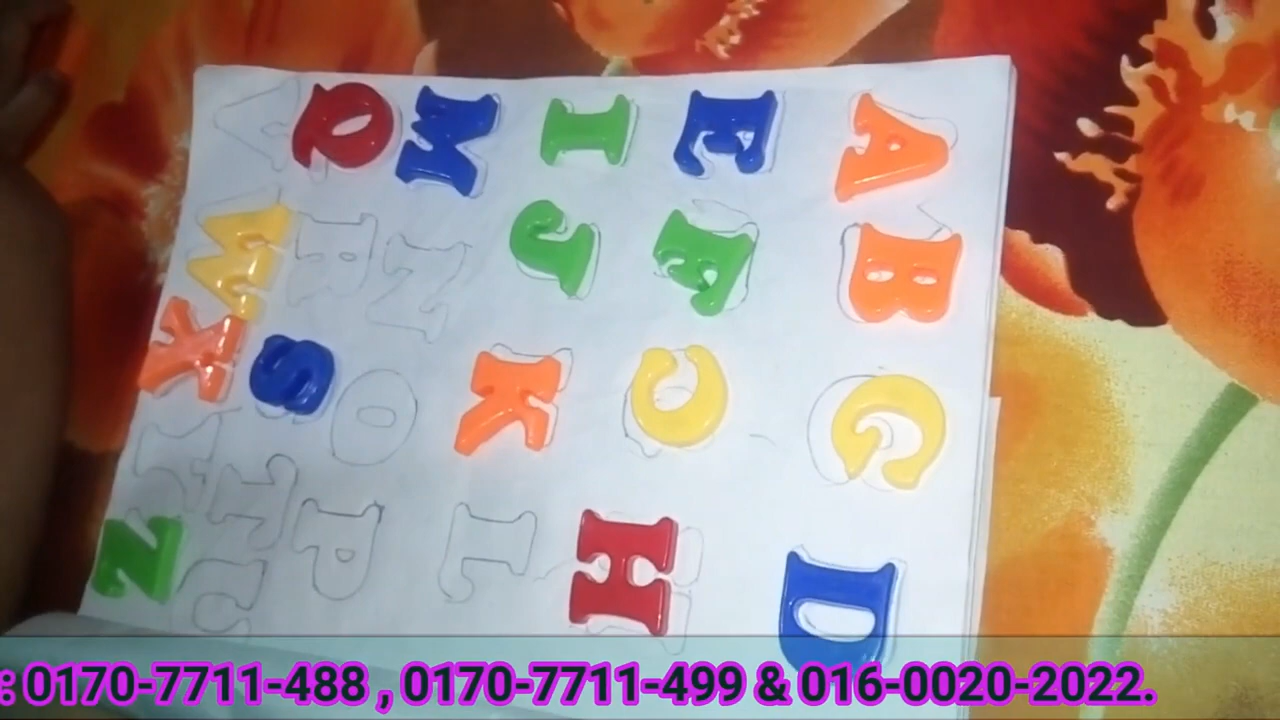 A B G D
E F C H
I J K L
M N O P
Q R S T U
V W X Y Z
: 0170-7711-488 , 0170-7711-499 & 016-0020-2022.